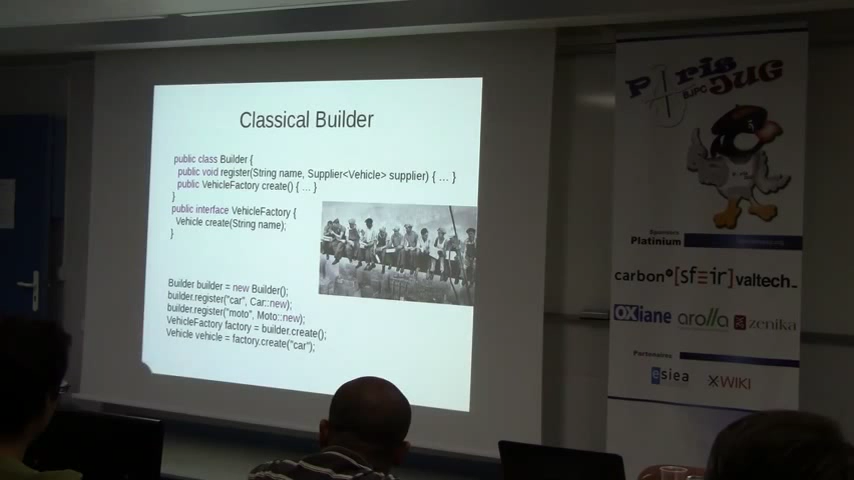 Classical Builder
public class Builder {
public void register(String name, Supplier<Vehicle> supplier) { ... }
public VehicleFactory create() { ... }
}
public interface VehicleFactory {
Vehicle create(String name);
}
Builder builder = new Builder();
builder.register("car", Car::new);
builder.register("moto", Moto::new);
VehicleFactory factory = builder.create();
Vehicle vehicle = factory.create("car");
Paris
JUG
Sponsors
Platinium
carbon [sfeir] valtech_
OXiane arolla zenika
Partenaires
esiea XWIKI